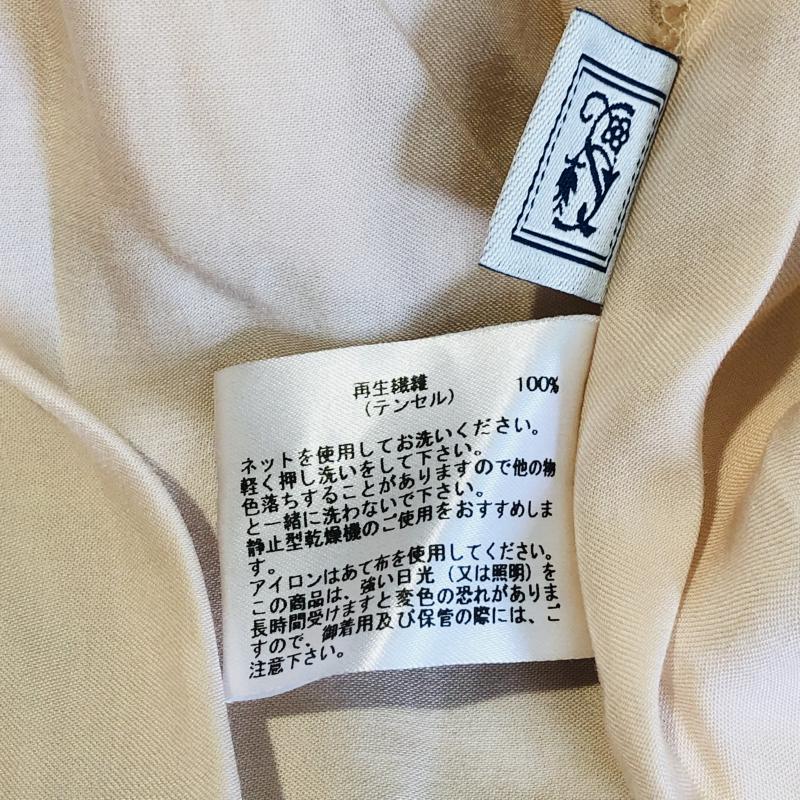 再生繊維 100%
（テンセル）
ネットを使用してお洗いください。
軽く押し洗いをして下さい。
色落ちすることがありますので他の物
と一緒に洗わないで下さい。
静止型乾燥機のご使用をおすすめしま
す。
アイロンはあて布を使用してください。
この商品は、強い日光（又は照明）を
長時間受けますと変色の恐れがありま
すので、御着用及び保管の際には、ご
注意下さい。